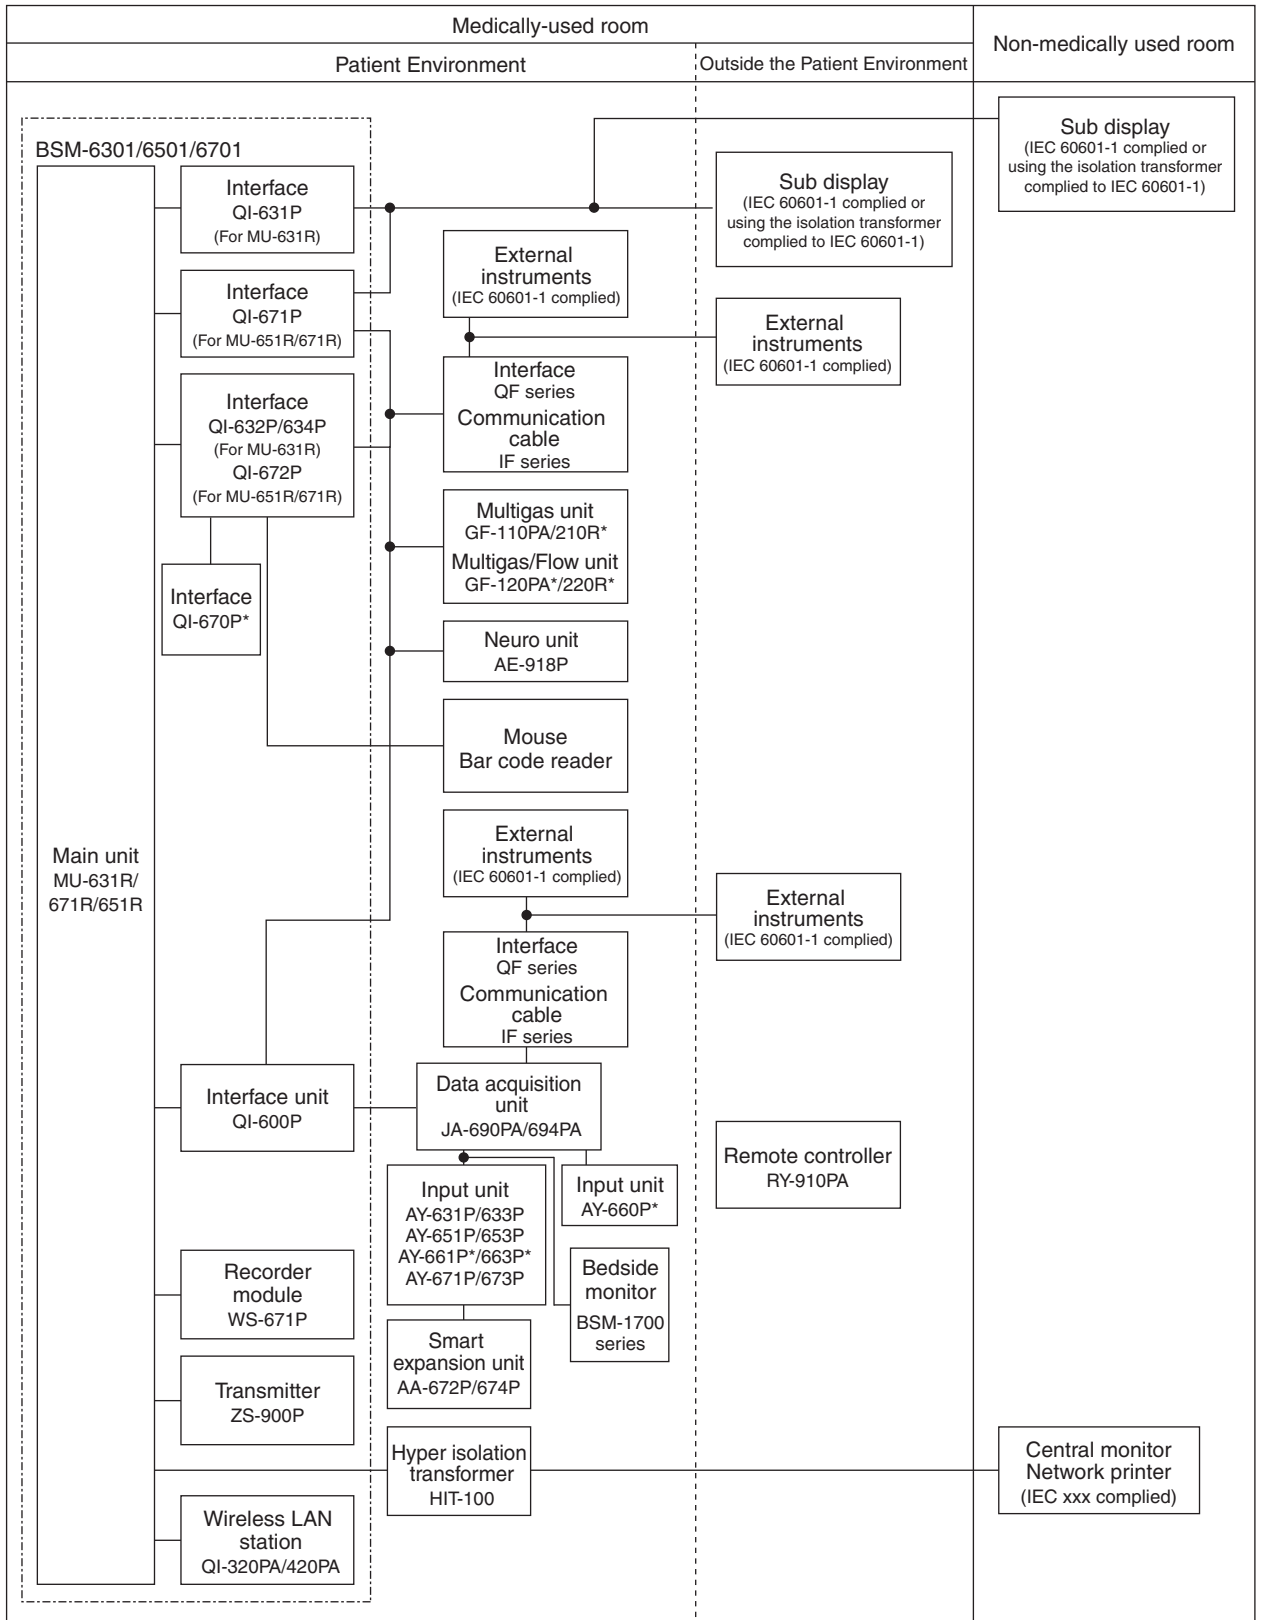 Medically-used room
Non-medically used room
Patient Environment
Outside the Patient Environment
BSM-6301/6501/6701
Main unit
MU-631R/
671R/651R
Interface
QI-631P
(For MU-631R)
Interface
QI-671P
(For MU-651R/671R)
Interface
QI-632P/634P
(For MU-631R)
QI-672P
(For MU-651R/671R)
Interface
QI-670P*
Interface unit
QI-600P
Recorder
module
WS-671P
Transmitter
ZS-900P
Wireless LAN
station
QI-320PA/420PA
External
instruments
(IEC 60601-1 complied)
Interface
QF series
Communication
cable
IF series
Multigas unit
GF-110PA/210R*
Multigas/Flow unit
GF-120PA*/220R*
Neuro unit
AE-918P
Mouse
Bar code reader
External
instruments
(IEC 60601-1 complied)
Interface
QF series
Communication
cable
IF series
Data acquisition
unit
JA-690PA/694PA
Input unit
AY-631P/633P
AY-651P/653P
AY-661P*/663P*
AY-671P/673P
Input unit
AY-660P*
Bedside
monitor
BSM-1700
series
Smart
expansion unit
AA-672P/674P
Hyper isolation
transformer
HIT-100
Sub display
(IEC 60601-1 complied or
using the isolation transformer
complied to IEC 60601-1)
External
instruments
(IEC 60601-1 complied)
External
instruments
(IEC 60601-1 complied)
Remote controller
RY-910PA
Sub display
(IEC 60601-1 complied or
using the isolation transformer
complied to IEC 60601-1)
Central monitor
Network printer
(IEC xxx complied)